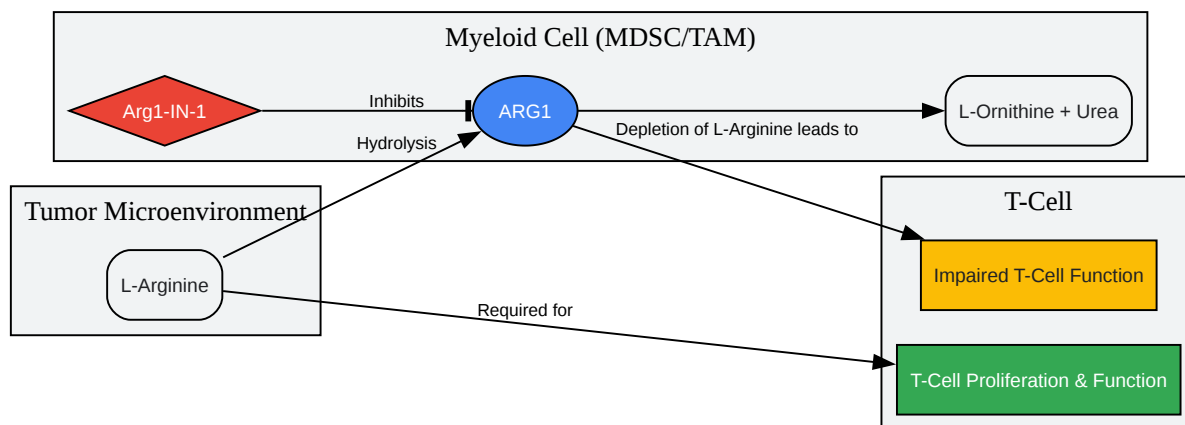 Myeloid Cell (MDSC/TAM)
Arg1-IN-1
Inhibits
ARG1
L-Ornithine + Urea
Hydrolysis
Depletion of L-Arginine leads to
Tumor Microenvironment
L-Arginine
T-Cell
Impaired T-Cell Function
Required for
T-Cell Proliferation & Function